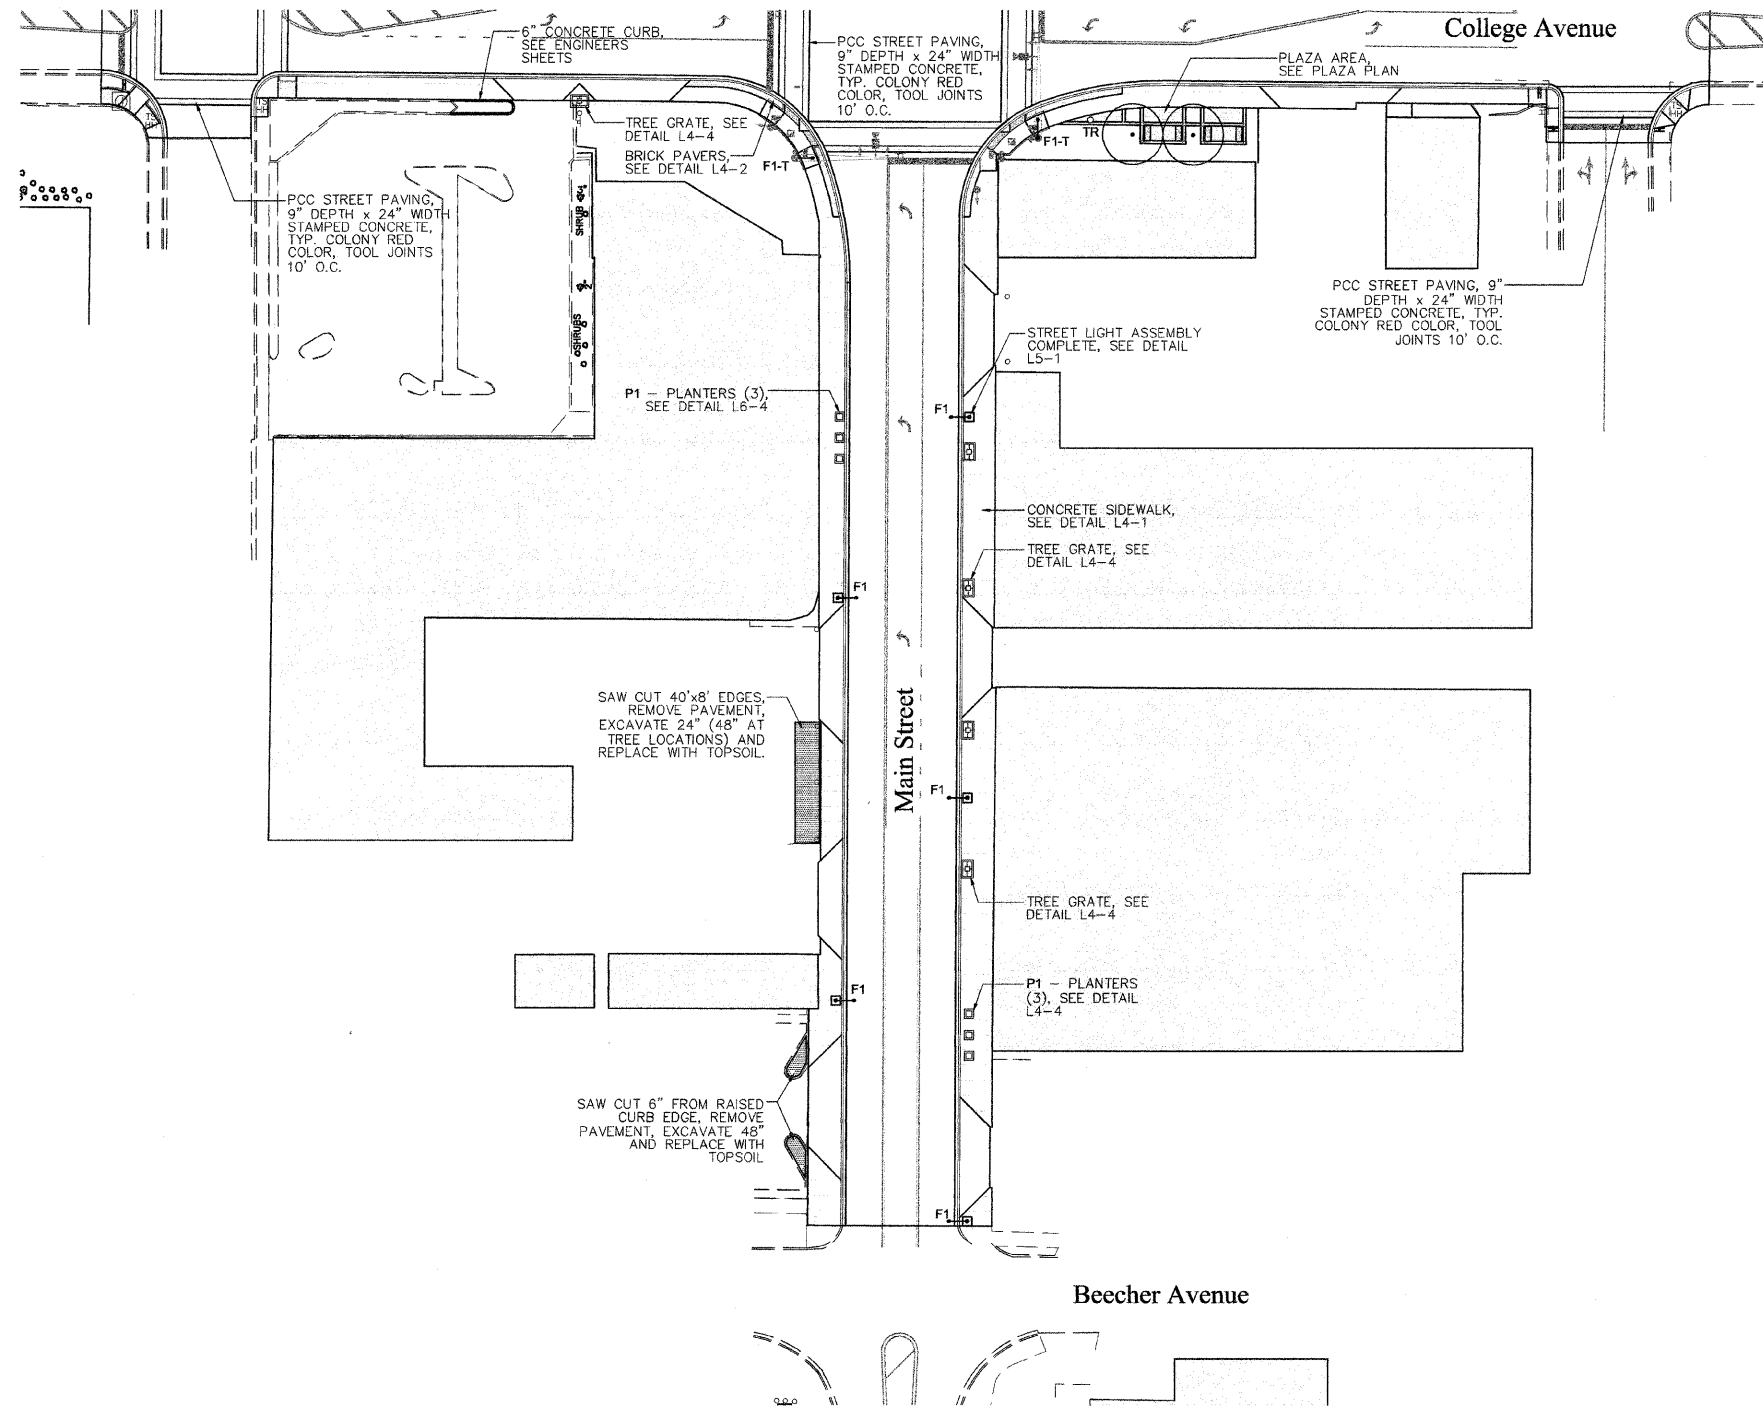 College Avenue
6" CONCRETE CURB,
SEE ENGINEERS
SHEETS
PCC STREET PAVING,
9" DEPTH x 24" WIDTH
STAMPED CONCRETE,
TYP. COLONY RED
COLOR, TOOL JOINTS
10' O.C.
PLAZA AREA,
SEE PLAZA PLAN
TREE GRATE, SEE
DETAIL L4-4
BRICK PAVERS,
SEE DETAIL L4-2
F1-T
F1-T
TR
PCC STREET PAVING,
9" DEPTH x 24" WIDTH
STAMPED CONCRETE,
TYP. COLONY RED
COLOR, TOOL JOINTS
10' O.C.
SHRUB
SHRUBS
PCC STREET PAVING, 9"
DEPTH x 24" WIDTH
STAMPED CONCRETE, TYP.
COLONY RED COLOR, TOOL
JOINTS 10' O.C.
STREET LIGHT ASSEMBLY
COMPLETE, SEE DETAIL
L5-1
P1 - PLANTERS (3),
SEE DETAIL L6-4
F1
CONCRETE SIDEWALK,
SEE DETAIL L4-1
TREE GRATE, SEE
DETAIL L4-4
F1
SAW CUT 40'x8' EDGES,
REMOVE PAVEMENT,
EXCAVATE 24" (48" AT
TREE LOCATIONS) AND
REPLACE WITH TOPSOIL.
Main Street
F1
TREE GRATE, SEE
DETAIL L4-4
F1
P1 - PLANTERS
(3), SEE DETAIL
L4-4
SAW CUT 6" FROM RAISED
CURB EDGE, REMOVE
PAVEMENT, EXCAVATE 48"
AND REPLACE WITH
TOPSOIL
F1
Beecher Avenue